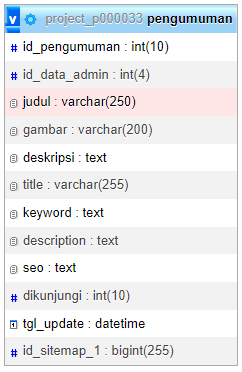 v project_p000033 pengumuman
# id_pengumuman : int(10)
# id_data_admin : int(4)
judul : varchar(250)
gambar : varchar(200)
deskripsi : text
title : varchar(255)
keyword : text
description : text
seo : text
# dikunjungi : int(10)
tgl_update : datetime
# id_sitemap_1 : bigint(255)